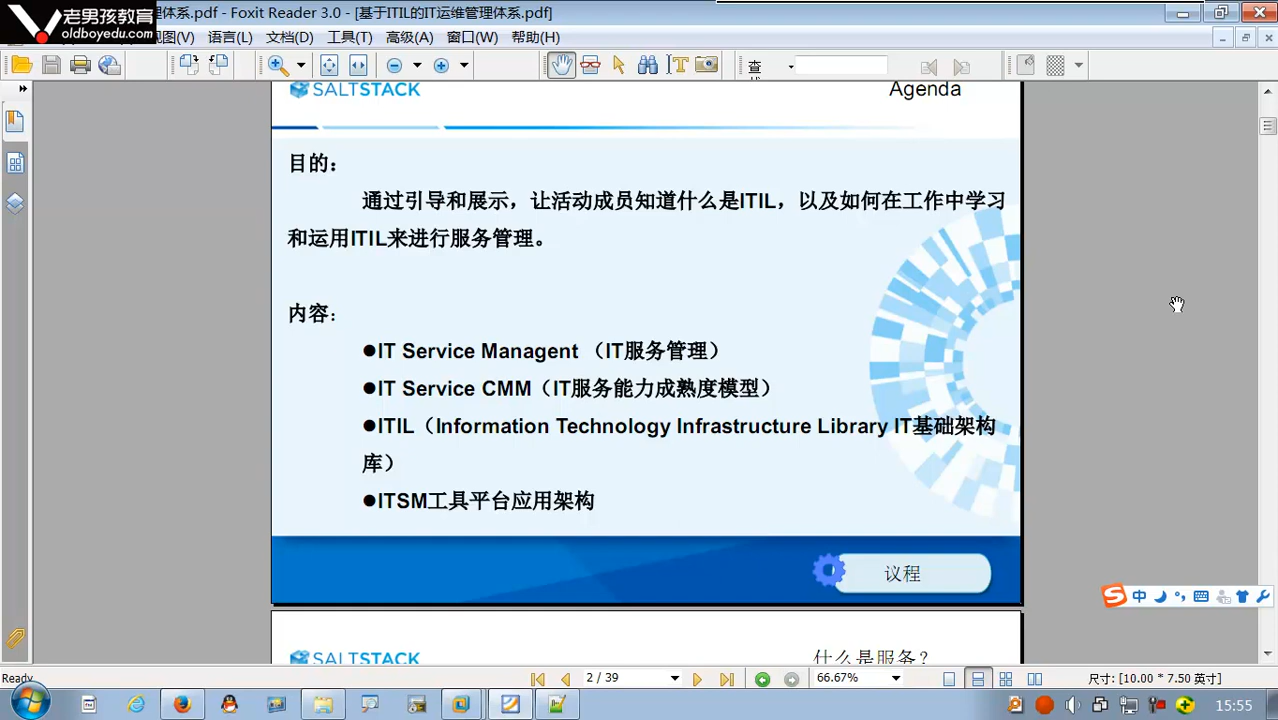 老男孩教育
oldboyedu.com
理体系.pdf - Foxit Reader 3.0 - [基于ITIL的IT运维管理体系.pdf]
图(V) 语言(L) 文档(D) 工具(T) 高级(A) 窗口(W) 帮助(H)
查
SALTSTACK
Agenda
目的：
通过引导和展示，让活动成员知道什么是ITIL，以及如何在工作中学习
和运用ITIL来进行服务管理。
内容：
●IT Service Managent （IT服务管理）
●IT Service CMM（IT服务能力成熟度模型）
●ITIL（Information Technology Infrastructure Library IT基础架构
库）
●ITSM工具平台应用架构
议程
中
SALTSTACK
什么是服务？
Ready
2 / 39
66.67%
尺寸: [10.00 * 7.50 英寸]
15:55